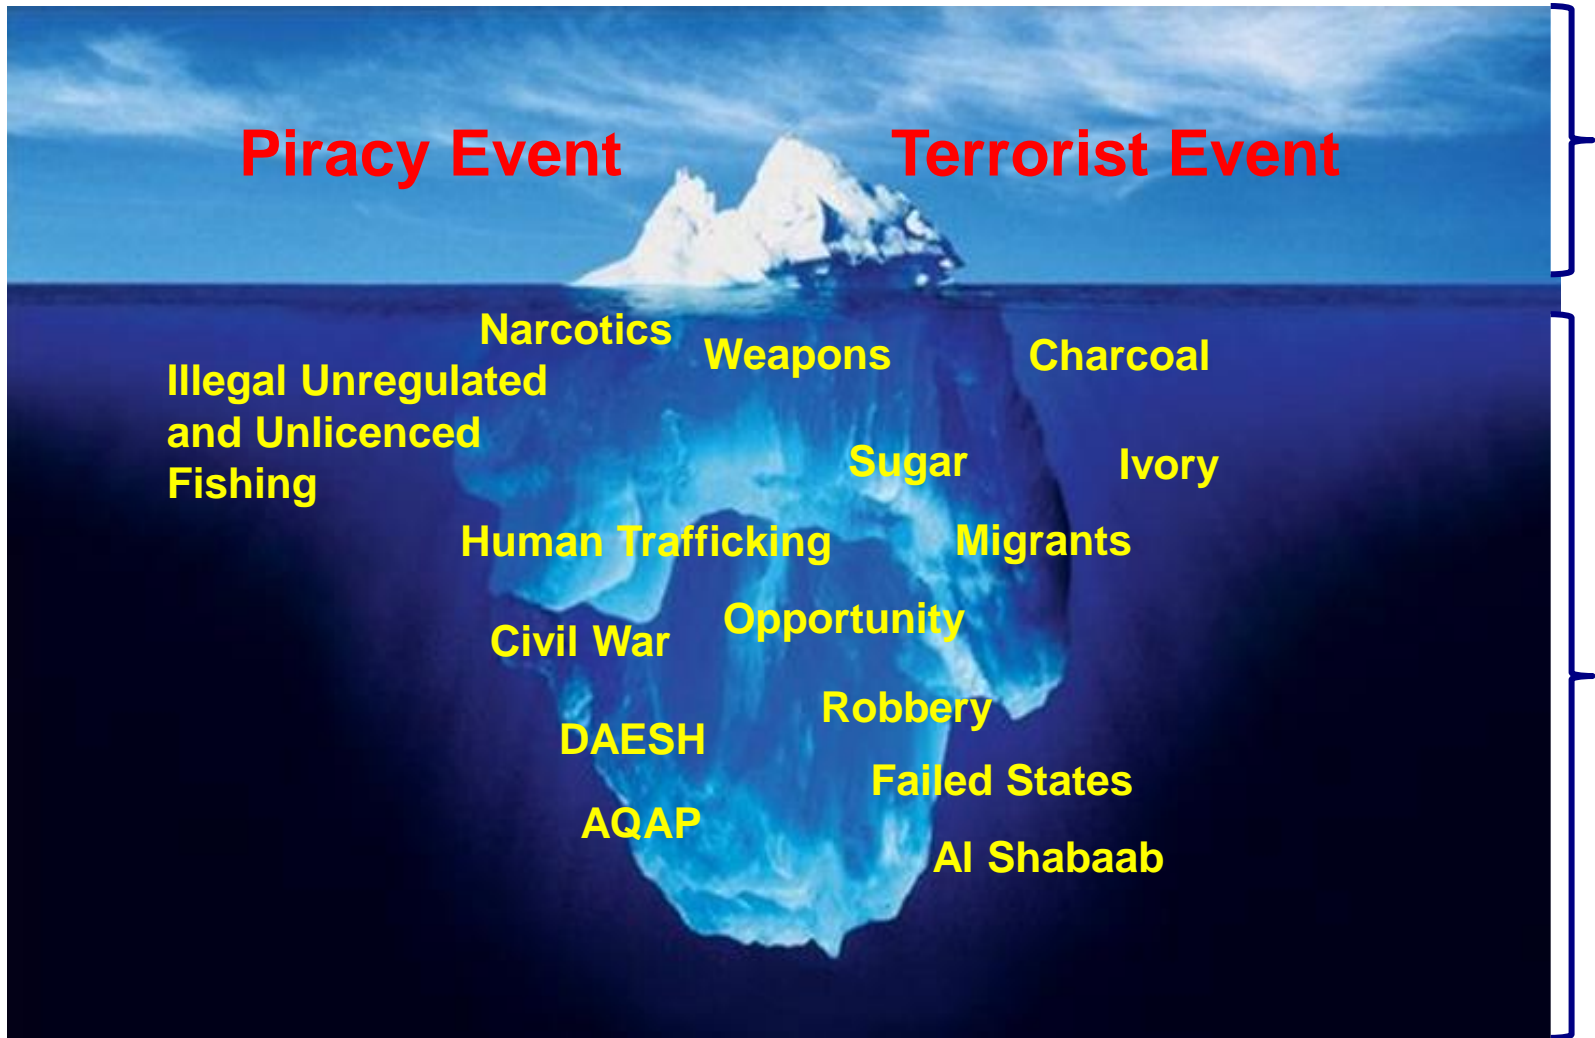 Piracy Event
Terrorist Event
Narcotics
Weapons
Charcoal
Illegal Unregulated
and Unlicenced
Fishing
Sugar
Ivory
Human Trafficking
Migrants
Opportunity
Civil War
Robbery
DAESH
Failed States
AQAP
Al Shabaab